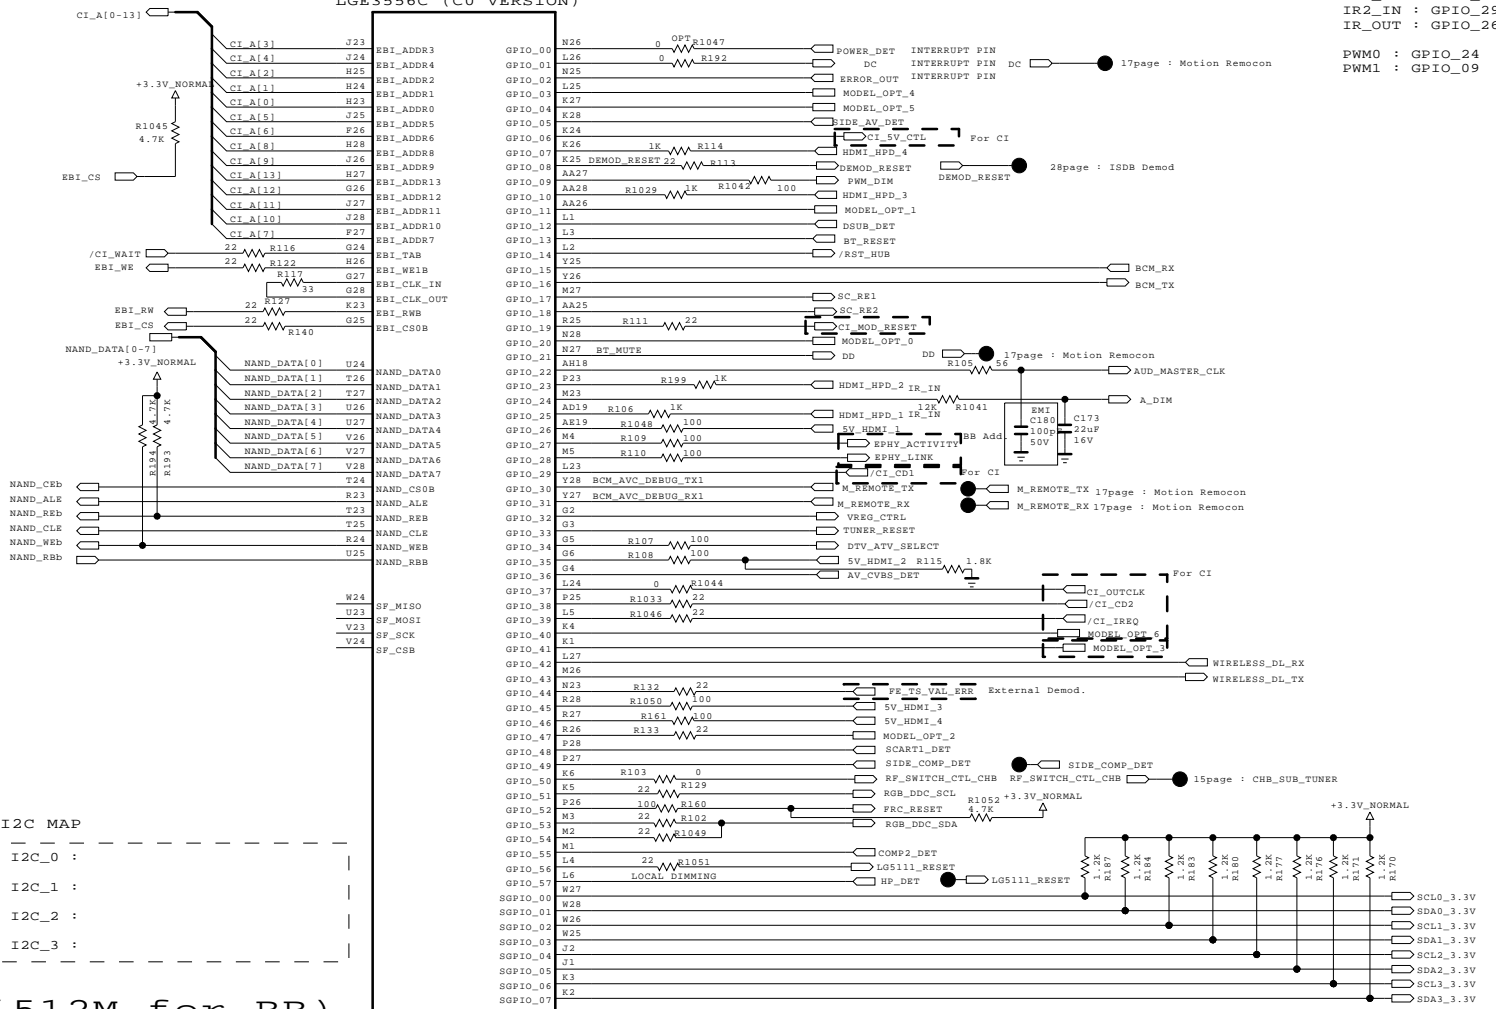 LGE3556C (C0 VERSION)
IR2_IN : GPIO_29
IR_OUT : GPIO_26
PWM0 : GPIO_24
PWM1 : GPIO_09
CI_A[0-13]
CI_A[3] J23 EBI_ADDR3
CI_A[4] J24 EBI_ADDR4
CI_A[2] H25 EBI_ADDR2
CI_A[1] H24 EBI_ADDR1
CI_A[0] H23 EBI_ADDR0
CI_A[5] J25 EBI_ADDR5
CI_A[6] F26 EBI_ADDR6
CI_A[8] H28 EBI_ADDR8
CI_A[9] J26 EBI_ADDR9
CI_A[13] H27 EBI_ADDR13
CI_A[12] G26 EBI_ADDR12
CI_A[11] J27 EBI_ADDR11
CI_A[10] J28 EBI_ADDR10
CI_A[7] F27 EBI_ADDR7
+3.3V_NORMAL
R1045
4.7K
EBI_CS
/CI_WAIT 22 R116 G24 EBI_TAB
EBI_WE 22 R122 H26 EBI_WE1B
R117 33 G27 EBI_CLK_IN
G28 EBI_CLK_OUT
EBI_RW 22 R127 K23 EBI_RWB
EBI_CS 22 R140 G25 EBI_CS0B
NAND_DATA[0-7]
+3.3V_NORMAL
4.7K R194
4.7K R193
NAND_DATA[0] U24 NAND_DATA0
NAND_DATA[1] T26 NAND_DATA1
NAND_DATA[2] T27 NAND_DATA2
NAND_DATA[3] U26 NAND_DATA3
NAND_DATA[4] U27 NAND_DATA4
NAND_DATA[5] V26 NAND_DATA5
NAND_DATA[6] V27 NAND_DATA6
NAND_DATA[7] V28 NAND_DATA7
NAND_CEb T24 NAND_CS0B
NAND_ALE R23 NAND_ALE
NAND_REb T23 NAND_REB
NAND_CLE T25 NAND_CLE
NAND_WEb R24 NAND_WEB
NAND_RBb U25 NAND_RBB
W24 SF_MISO
U23 SF_MOSI
V23 SF_SCK
V24 SF_CSB
GPIO_00 N26 0 OPT R1047 POWER_DET INTERRUPT PIN
GPIO_01 L26 0 R192 DC INTERRUPT PIN DC 17page : Motion Remocon
GPIO_02 N25 ERROR_OUT INTERRUPT PIN
GPIO_03 L25 MODEL_OPT_4
GPIO_04 K27 MODEL_OPT_5
GPIO_05 K28 SIDE_AV_DET
GPIO_06 K24 CI_5V_CTL For CI
GPIO_07 K26 1K R114 HDMI_HPD_4
GPIO_08 K25 DEMOD_RESET 22 R113 DEMOD_RESET DEMOD_RESET 28page : ISDB Demod
GPIO_09 AA27 R1042 100 PWM_DIM
GPIO_10 AA28 R1029 1K HDMI_HPD_3
GPIO_11 AA26 MODEL_OPT_1
GPIO_12 L1 DSUB_DET
GPIO_13 L3 BT_RESET
GPIO_14 L2 /RST_HUB
GPIO_15 Y25 BCM_RX
GPIO_16 Y26 BCM_TX
GPIO_17 M27 SC_RE1
GPIO_18 AA25 SC_RE2
GPIO_19 R25 R111 22 CI_MOD_RESET
GPIO_20 N28 MODEL_OPT_0
GPIO_21 N27 BT_MUTE DD DD 17page : Motion Remocon
GPIO_22 AH18 R105 56 AUD_MASTER_CLK
GPIO_23 P23 R199 1K HDMI_HPD_2 IR_IN
GPIO_24 M23 12K R1041 A_DIM
GPIO_25 AD19 R106 1K HDMI_HPD_1 IR_IN
GPIO_26 AE19 R1048 100 5V_HDMI_1
EMI C180 100p 50V
C173 22uF 16V
BB Add.
GPIO_27 M4 R109 100 EPHY_ACTIVITY
GPIO_28 M5 R110 100 EPHY_LINK
GPIO_29 L23 /CI_CD1 For CI
GPIO_30 Y28 BCM_AVC_DEBUG_TX1 M_REMOTE_TX M_REMOTE_TX 17page : Motion Remocon
GPIO_31 Y27 BCM_AVC_DEBUG_RX1 M_REMOTE_RX M_REMOTE_RX 17page : Motion Remocon
GPIO_32 G2 VREG_CTRL
GPIO_33 G3 TUNER_RESET
GPIO_34 G5 R107 100 DTV_ATV_SELECT
GPIO_35 G6 R108 100 5V_HDMI_2 R115 1.8K
GPIO_36 G4 AV_CVBS_DET
GPIO_37 L24 0 R1044 CI_OUTCLK For CI
GPIO_38 P25 R1033 22 /CI_CD2
GPIO_39 L5 R1046 22 /CI_IREQ
GPIO_40 K4 MODEL_OPT_6
GPIO_41 K1 MODEL_OPT_3
GPIO_42 L27 WIRELESS_DL_RX
GPIO_43 M26 WIRELESS_DL_TX
GPIO_44 N23 R132 22 FE_TS_VAL_ERR External Demod.
GPIO_45 R28 R1050 100 5V_HDMI_3
GPIO_46 R27 R161 100 5V_HDMI_4
GPIO_47 R26 R133 22 MODEL_OPT_2
GPIO_48 P28 SCART1_DET
GPIO_49 P27 SIDE_COMP_DET SIDE_COMP_DET
GPIO_50 K6 R103 0 RF_SWITCH_CTL_CHB RF_SWITCH_CTL_CHB 15page : CHB_SUB_TUNER
GPIO_51 K5 22 R129 RGB_DDC_SCL
GPIO_52 P26 100 R160 FRC_RESET R1052 4.7K +3.3V_NORMAL
GPIO_53 M3 22 R102 RGB_DDC_SDA
GPIO_54 M2 22 R1049
GPIO_55 M1 COMP2_DET
GPIO_56 L4 22 R1051 LG5111_RESET
GPIO_57 L6 LOCAL_DIMMING HP_DET LG5111_RESET
+3.3V_NORMAL
1.2K R187
1.2K R184
1.2K R183
1.2K R180
1.2K R177
1.2K R176
1.2K R171
1.2K R170
SGPIO_00 W27 SCL0_3.3V
SGPIO_01 W28 SDA0_3.3V
SGPIO_02 W26 SCL1_3.3V
SGPIO_03 W25 SDA1_3.3V
SGPIO_04 J2 SCL2_3.3V
SGPIO_05 J1 SDA2_3.3V
SGPIO_06 K3 SCL3_3.3V
SGPIO_07 K2 SDA3_3.3V
I2C MAP
I2C_0 :
I2C_1 :
I2C_2 :
I2C_3 :
512M for BB)